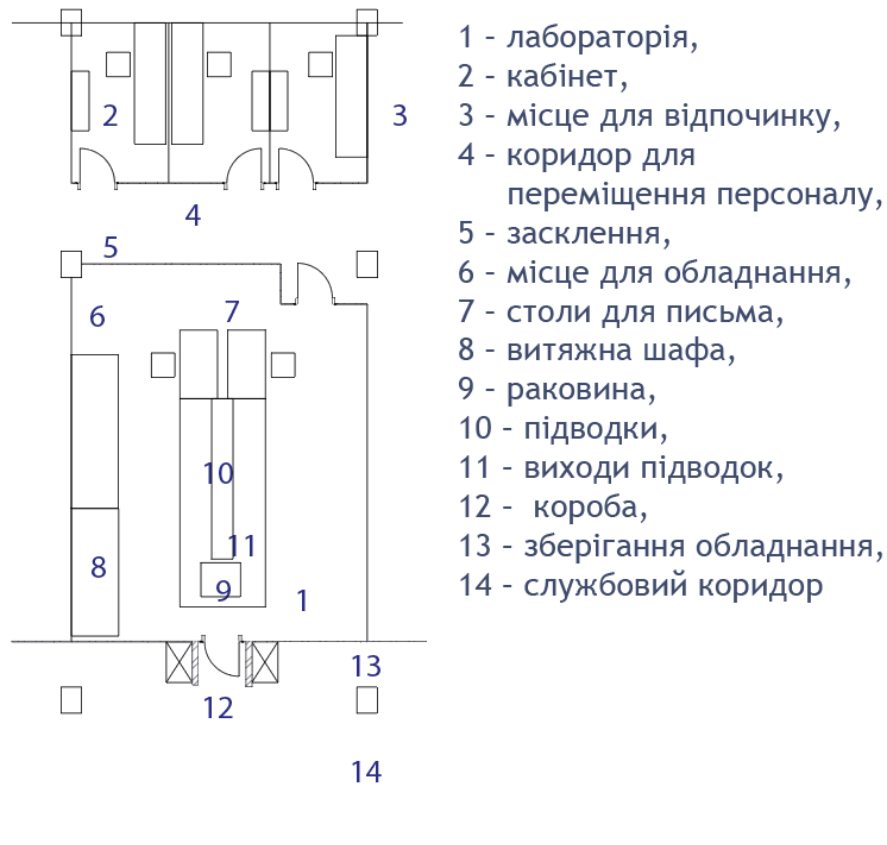 1 – лабораторія,
2 – кабінет,
3 – місце для відпочинку,
4 – коридор для
переміщення персоналу,
5 – засклення,
6 – місце для обладнання,
7 – столи для письма,
8 – витяжна шафа,
9 – раковина,
10 – підводки,
11 – виходи підводок,
12 – короба,
13 – зберігання обладнання,
14 – службовий коридор
2
3
4
5
6
7
10
11
8
9
1
13
12
14